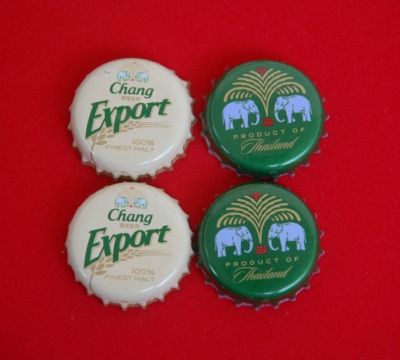 Chang
BEER
Export
100%
FINEST MALT
PRODUCT OF
Thailand
Chang
BEER
Export
100%
FINEST MALT
PRODUCT OF
Thailand